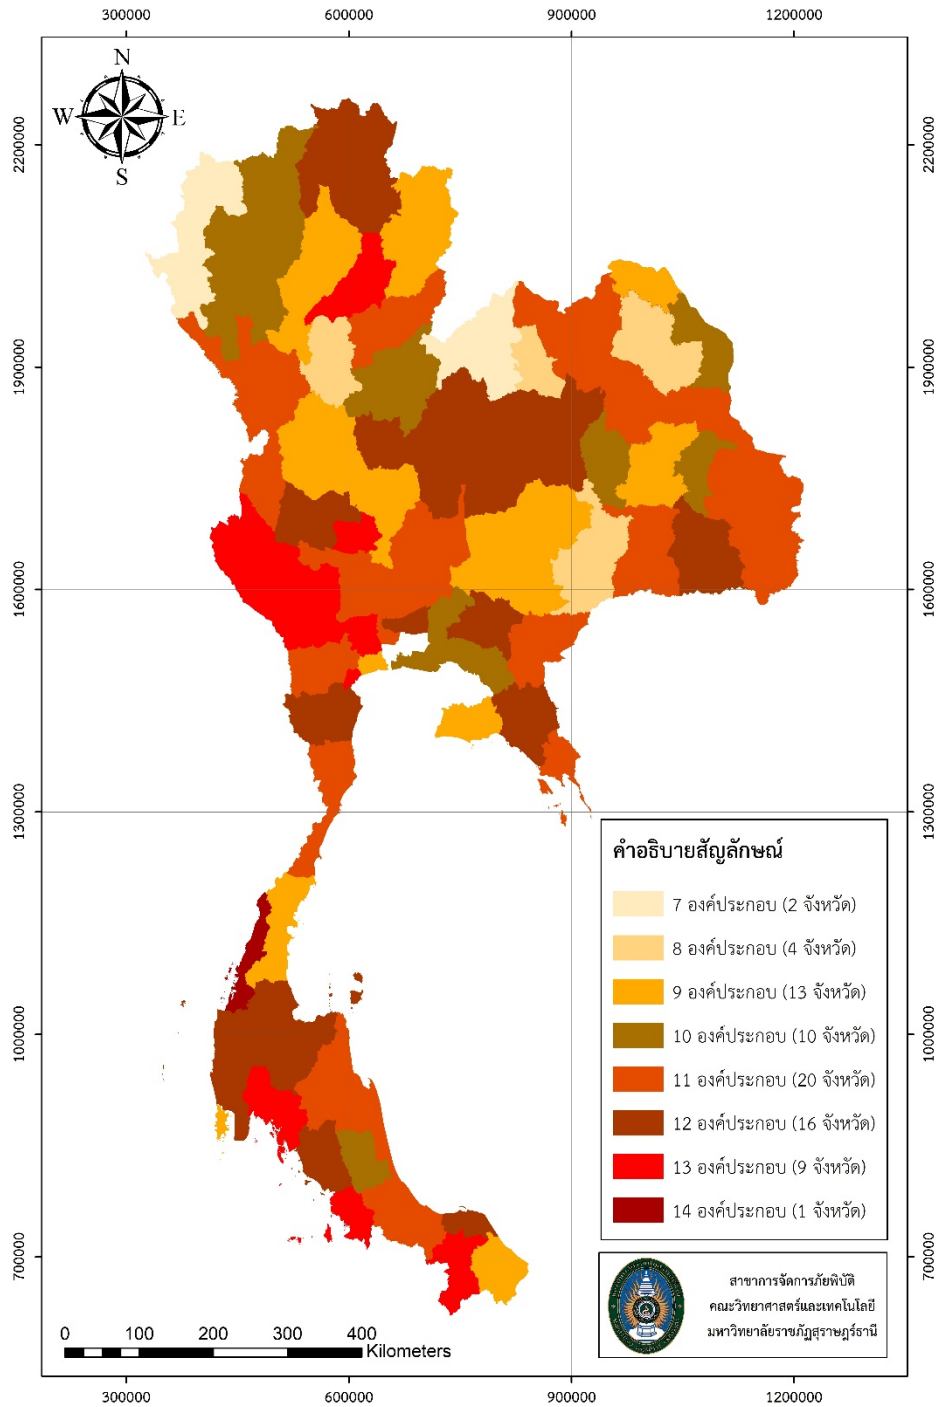 300000 600000 900000 1200000
N
W E
S
2200000 2200000
1900000 1900000
1600000 1600000
1300000 1300000
1000000 1000000
700000 700000
คำอธิบายสัญลักษณ์
7 องค์ประกอบ (2 จังหวัด)
8 องค์ประกอบ (4 จังหวัด)
9 องค์ประกอบ (13 จังหวัด)
10 องค์ประกอบ (10 จังหวัด)
11 องค์ประกอบ (20 จังหวัด)
12 องค์ประกอบ (16 จังหวัด)
13 องค์ประกอบ (9 จังหวัด)
14 องค์ประกอบ (1 จังหวัด)
สาขาการจัดการภัยพิบัติ
คณะวิทยาศาสตร์และเทคโนโลยี
มหาวิทยาลัยราชภัฏสุราษฎร์ธานี
0 100 200 300 400
Kilometers
300000 600000 900000 1200000